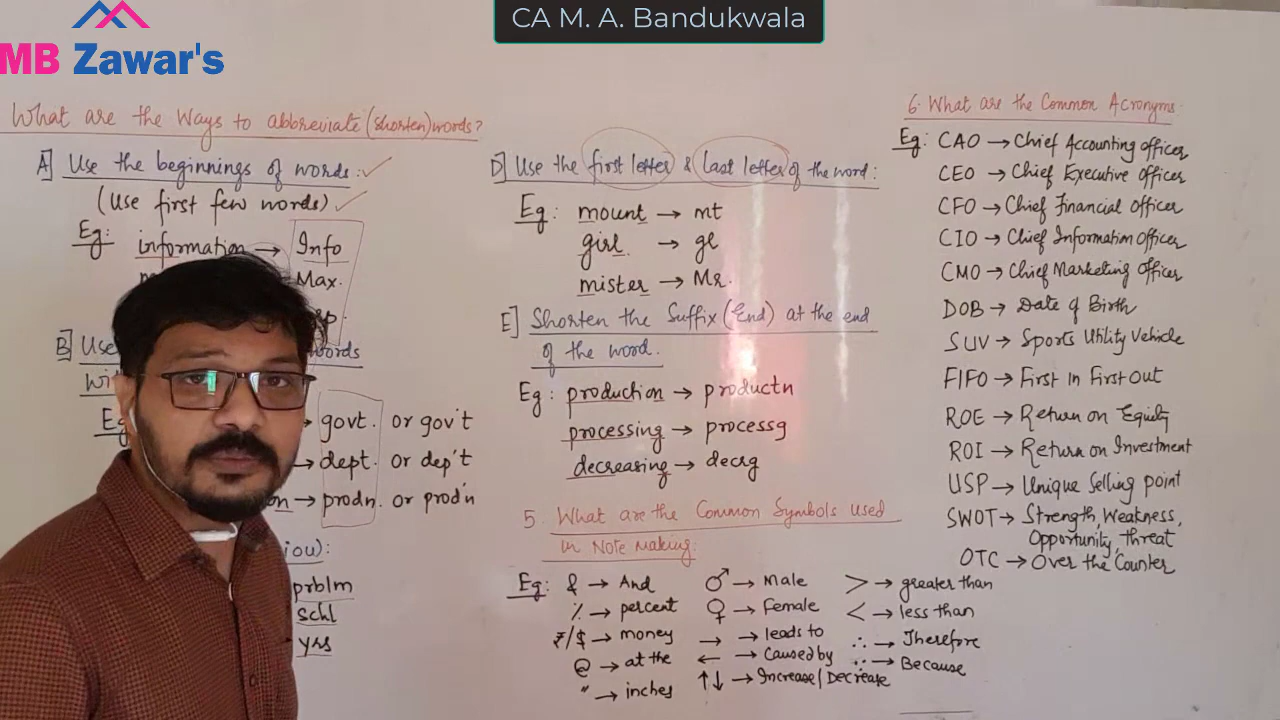 MB Zawar's
CA M. A. Bandukwala
What are the Ways to abbreviate (shorten) words?
A] Use the beginnings of words:
(Use first few words)
Eg: information → Info
Max.
B] Use words
Eg → govt. or gov't
→ dept. or dep't
on → prodn. or prod'n
iou):
prblm
schl
yrs
D] Use the first letter & last letter of the word:
Eg: mount → mt
girl → gl
mister → Mr.
E] Shorten the Suffix (End) at the end
of the word.
Eg: production → productn
processing → processg
decreasing → decrg
5. What are the Common Symbols used
in Note Making:
Eg: & → And
% → percent
₹/$ → money
@ → at the
" → inches
♂ → Male
♀ → Female
→ → leads to
← → Caused by
↑↓ → Increase/Decrease
> → greater than
< → less than
∴ → Therefore
∵ → Because
6. What are the Common Acronyms.
Eg: CAO → Chief Accounting officer
CEO → Chief Executive officer
CFO → Chief Financial officer
CIO → Chief Information officer
CMO → Chief Marketing officer
DOB → Date of Birth
SUV → Sports Utility Vehicle
FIFO → First In First Out
ROE → Return on Equity
ROI → Return on Investment
USP → Unique Selling point
SWOT → Strength, Weakness,
Opportunity, threat
OTC → Over the Counter